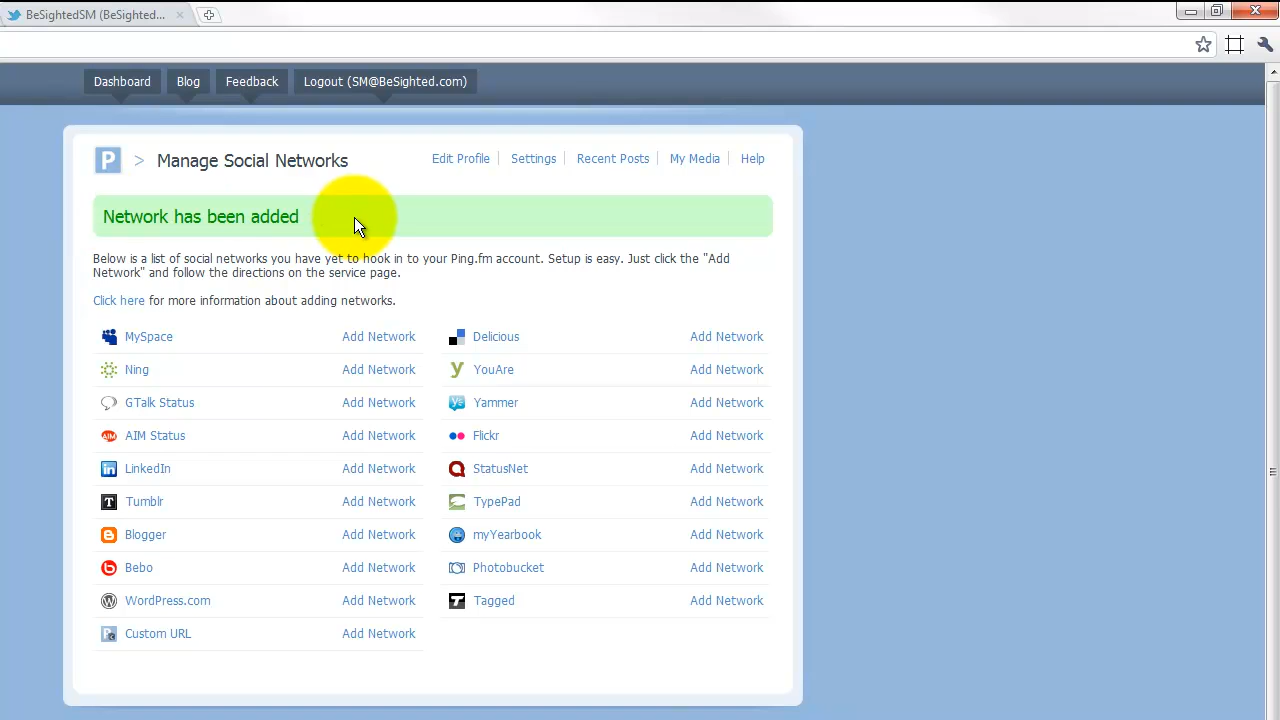 BeSightedSM (BeSighted...
Dashboard Blog Feedback Logout (SM@BeSighted.com)
P > Manage Social Networks Edit Profile Settings Recent Posts My Media Help
Network has been added
Below is a list of social networks you have yet to hook in to your Ping.fm account. Setup is easy. Just click the "Add
Network" and follow the directions on the service page.
Click here for more information about adding networks.
MySpace Add Network Delicious Add Network
Ning Add Network YouAre Add Network
GTalk Status Add Network Yammer Add Network
AIM Status Add Network Flickr Add Network
LinkedIn Add Network StatusNet Add Network
Tumblr Add Network TypePad Add Network
Blogger Add Network myYearbook Add Network
Bebo Add Network Photobucket Add Network
WordPress.com Add Network Tagged Add Network
Custom URL Add Network